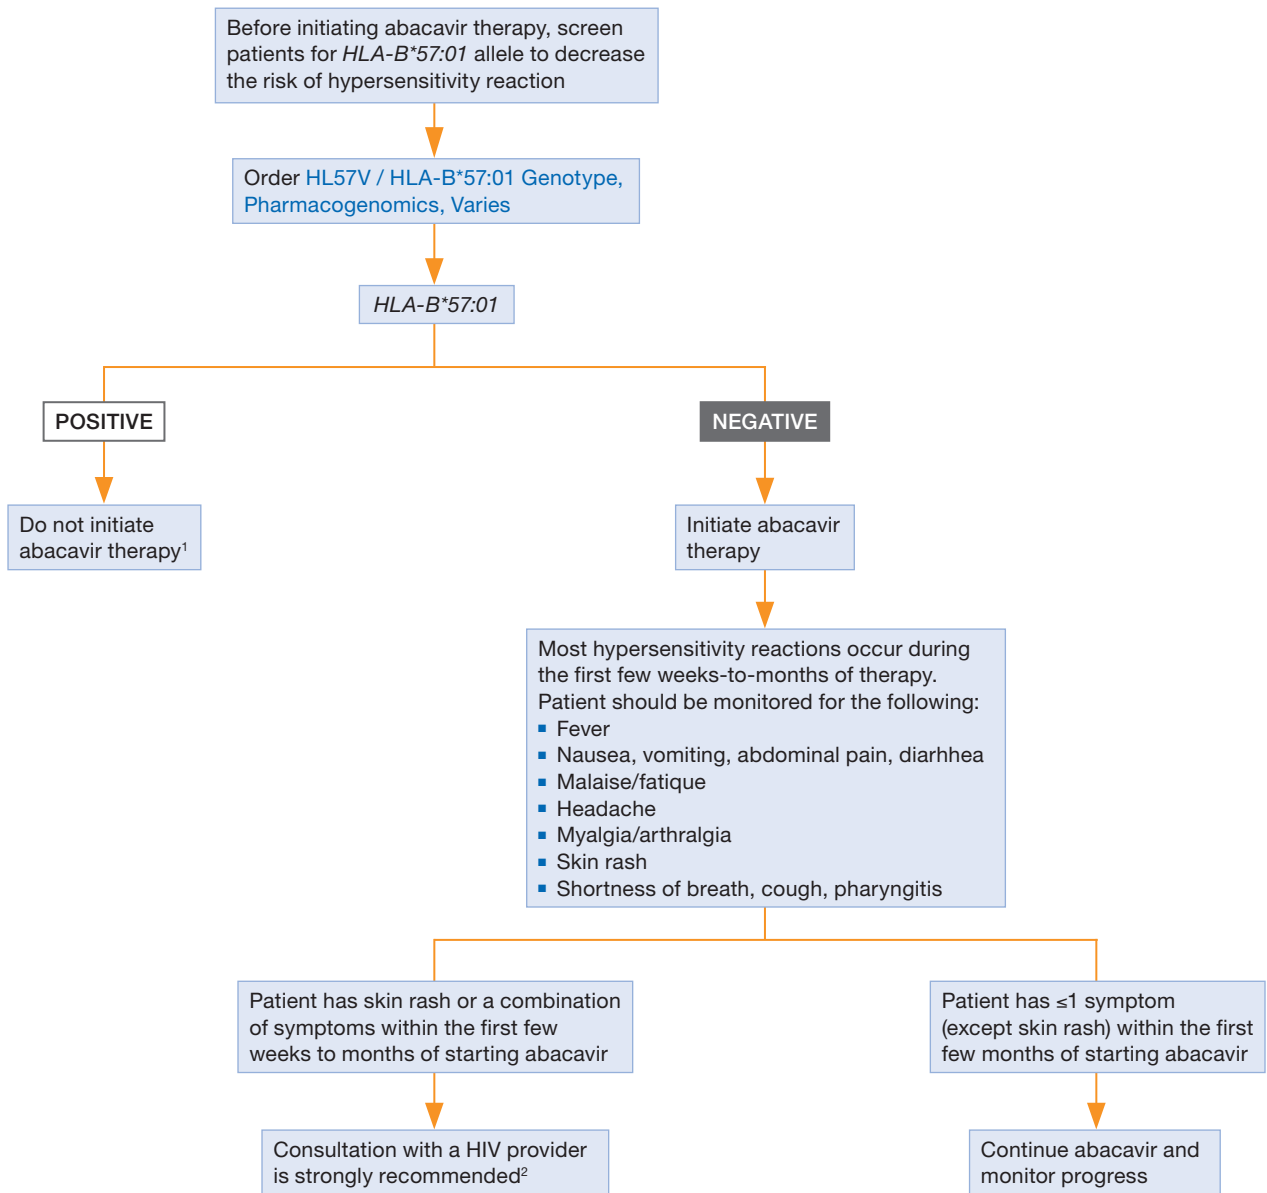 Before initiating abacavir therapy, screen
patients for HLA-B*57:01 allele to decrease
the risk of hypersensitivity reaction
Order HL57V / HLA-B*57:01 Genotype,
Pharmacogenomics, Varies
HLA-B*57:01
POSITIVE
NEGATIVE
Do not initiate
abacavir therapy¹
Initiate abacavir
therapy
Most hypersensitivity reactions occur during
the first few weeks-to-months of therapy.
Patient should be monitored for the following:
▪ Fever
▪ Nausea, vomiting, abdominal pain, diarhhea
▪ Malaise/fatique
▪ Headache
▪ Myalgia/arthralgia
▪ Skin rash
▪ Shortness of breath, cough, pharyngitis
Patient has skin rash or a combination
of symptoms within the first few
weeks to months of starting abacavir
Patient has ≤1 symptom
(except skin rash) within the first
few months of starting abacavir
Consultation with a HIV provider
is strongly recommended²
Continue abacavir and
monitor progress